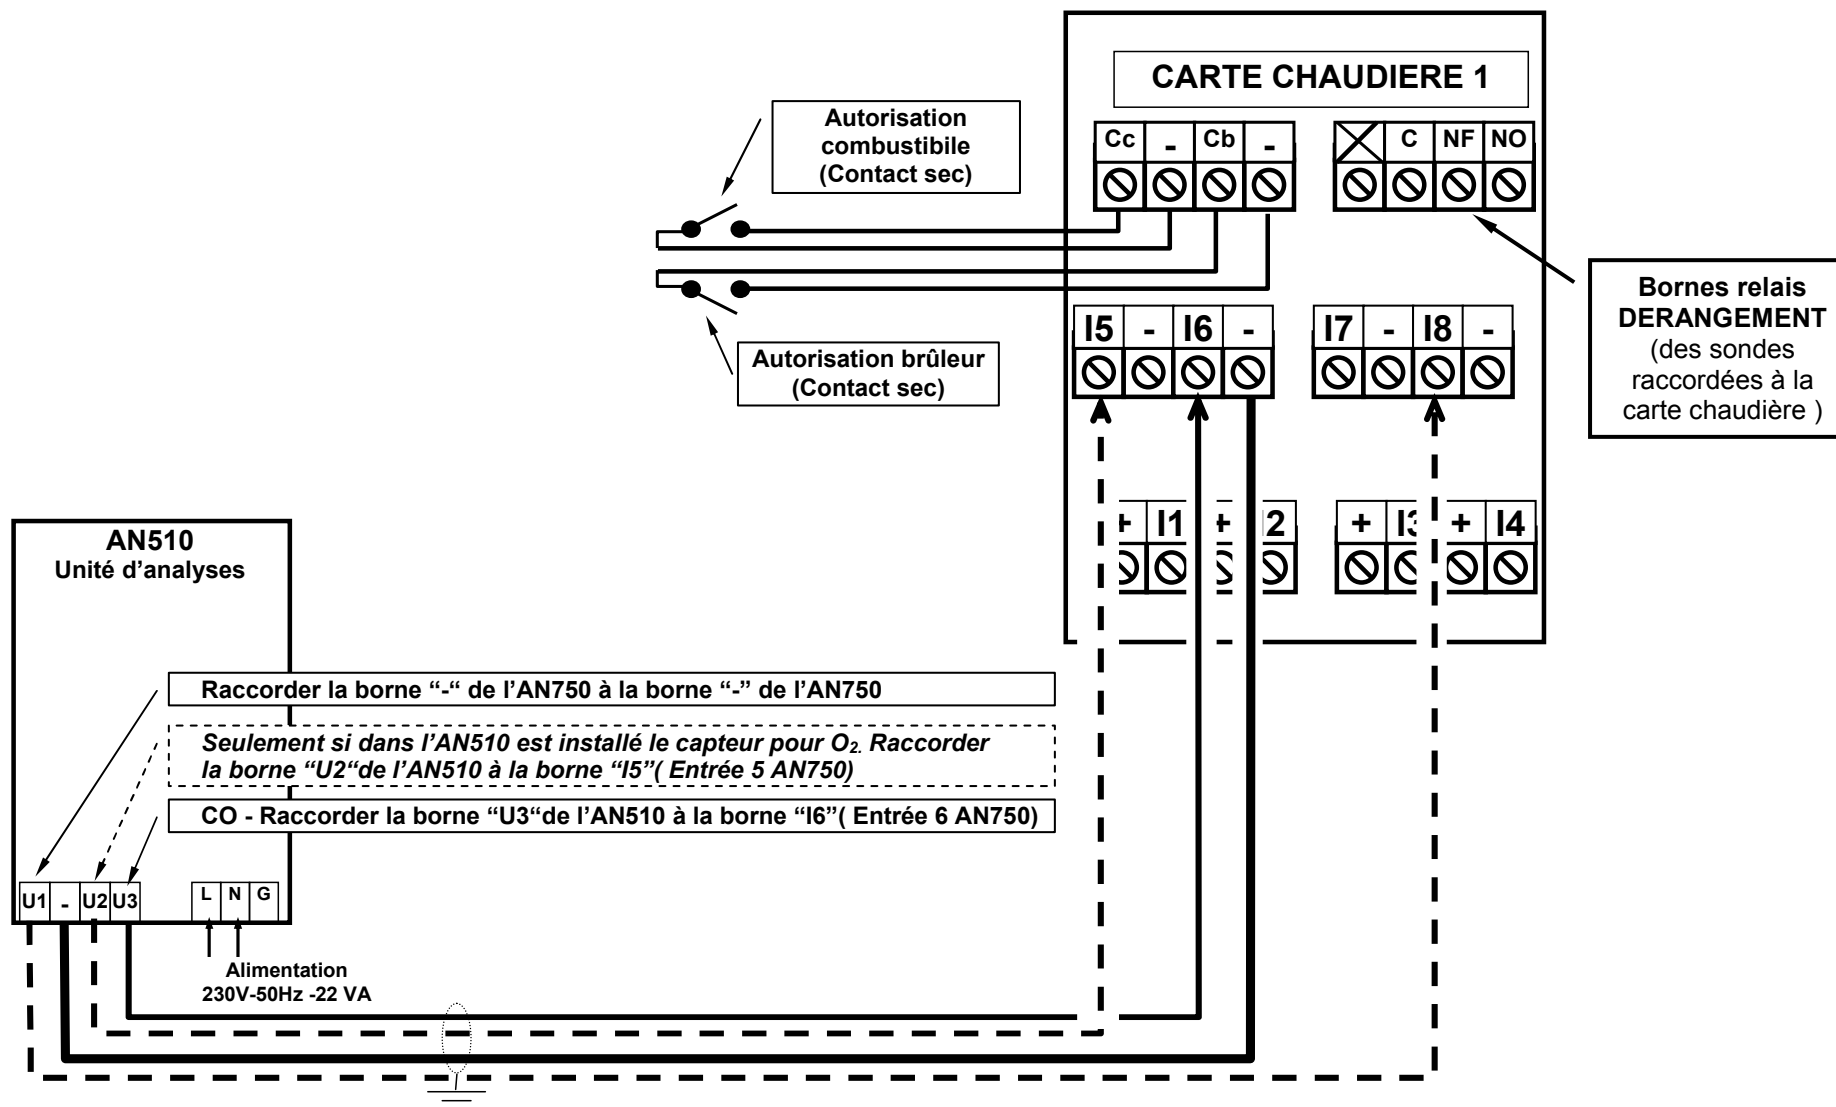 CARTE CHAUDIERE 1
Autorisation
combustibile
(Contact sec)
Cc - Cb -
C NF NO
Bornes relais
DERANGEMENT
(des sondes
raccordées à la
carte chaudière )
I5 - I6 -
I7 - I8 -
Autorisation brûleur
(Contact sec)
+ I1 + I2
+ I3 + I4
AN510
Unité d’analyses
Raccorder la borne “-“ de l’AN750 à la borne “-” de l’AN750
Seulement si dans l’AN510 est installé le capteur pour O2. Raccorder
la borne “U2“de l’AN510 à la borne “I5”( Entrée 5 AN750)
CO - Raccorder la borne “U3“de l’AN510 à la borne “I6”( Entrée 6 AN750)
U1 - U2 U3
L N G
Alimentation
230V-50Hz -22 VA